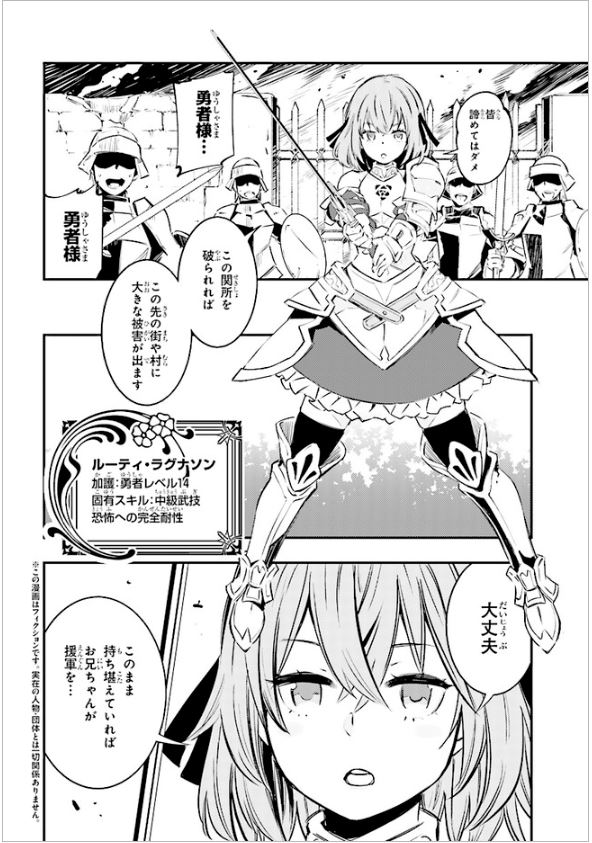 皆
諦めてはダメ
勇者様…
勇者様
この関所を
破られれば
この先の街や村に
大きな被害が出ます
ルーティ・ラグナソン
加護：勇者レベル14
固有スキル：中級武技
恐怖への完全耐性
大丈夫
このまま
持ち堪えていれば
お兄ちゃんが
援軍を…
※この漫画はフィクションです。実在の人物・団体とは一切関係ありません。